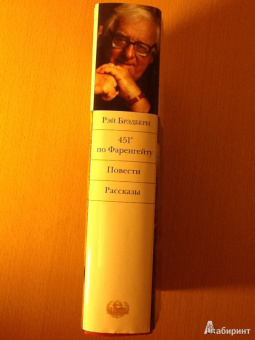 Рэй Брэдбери
451°
по Фаренгейту
Повести
Рассказы
Лабиринт